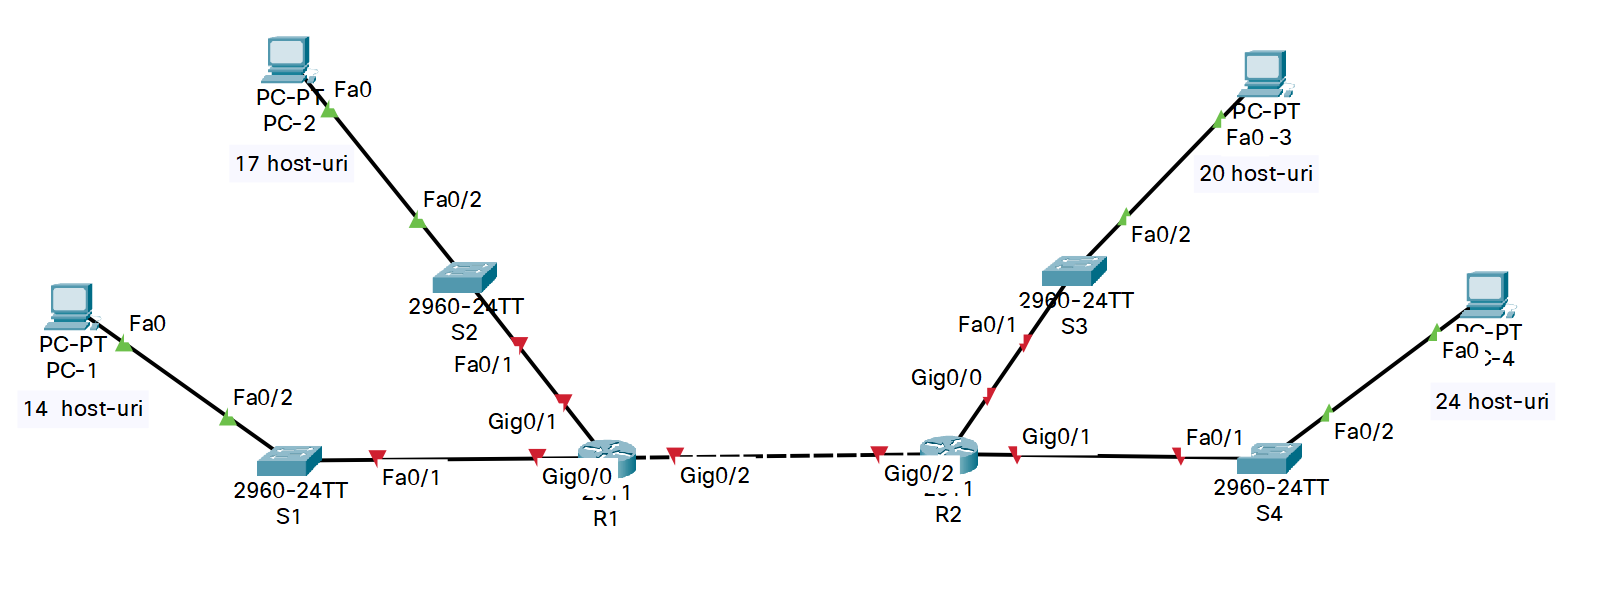 Fa0
PC-PT
PC-2
17 host-uri
Fa0/2
2960-24TT
S2
Fa0/1
Gig0/1
Fa0
PC-PT
PC-1
14 host-uri
Fa0/2
2960-24TT
S1
Fa0/1
Gig0/0
R1
Gig0/2
Gig0/2
R2
Gig0/0
Fa0/1
2960-24TT
S3
Fa0/2
PC-PT
Fa0 -3
20 host-uri
Gig0/1
Fa0/1
2960-24TT
S4
Fa0/2
Fa0
-4
24 host-uri